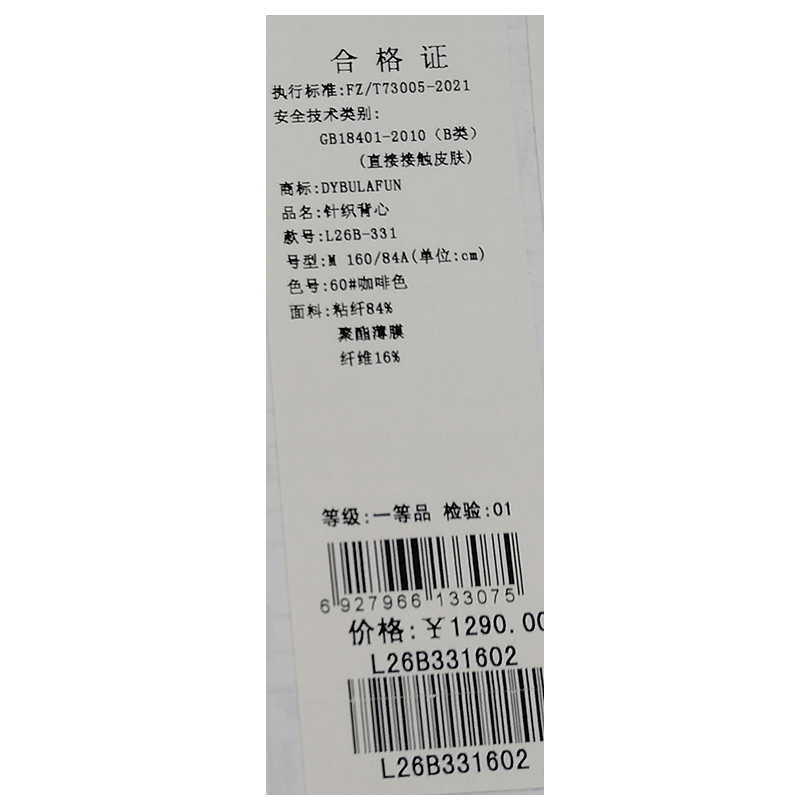 合格证
执行标准:FZ/T73005-2021
安全技术类别:
GB18401-2010（B类）
(直接接触皮肤)
商标:DYBULAFUN
品名:针织背心
款号:L26B-331
号型:M 160/84A(单位:cm)
色号:60#咖啡色
面料:粘纤84%
聚酯薄膜
纤维16%
等级:一等品 检验:01
6 927966 133075
价格:￥1290.00
L26B331602
L26B331602